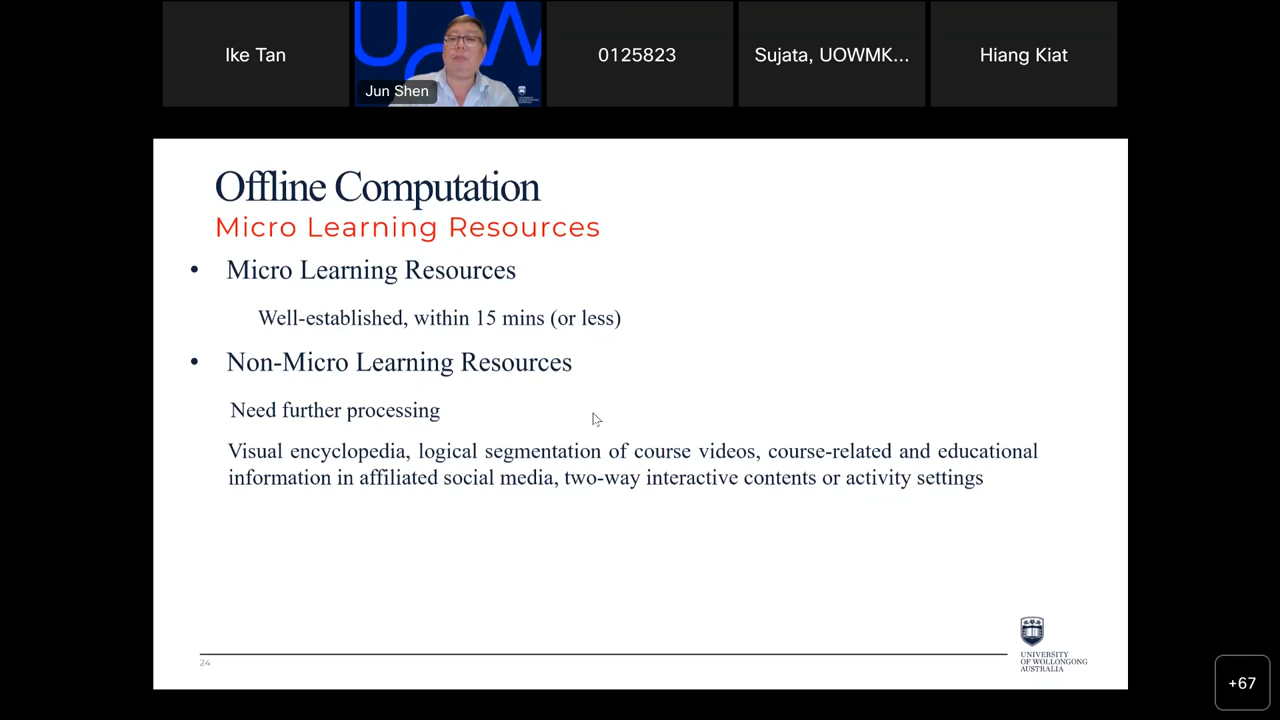 Ike Tan
Jun Shen
0125823
Sujata, UOWMK...
Hiang Kiat
UOW
Offline Computation
Micro Learning Resources
• Micro Learning Resources
Well-established, within 15 mins (or less)
• Non-Micro Learning Resources
Need further processing
Visual encyclopedia, logical segmentation of course videos, course-related and educational
information in affiliated social media, two-way interactive contents or activity settings
24
UNIVERSITY
OF WOLLONGONG
AUSTRALIA
+67